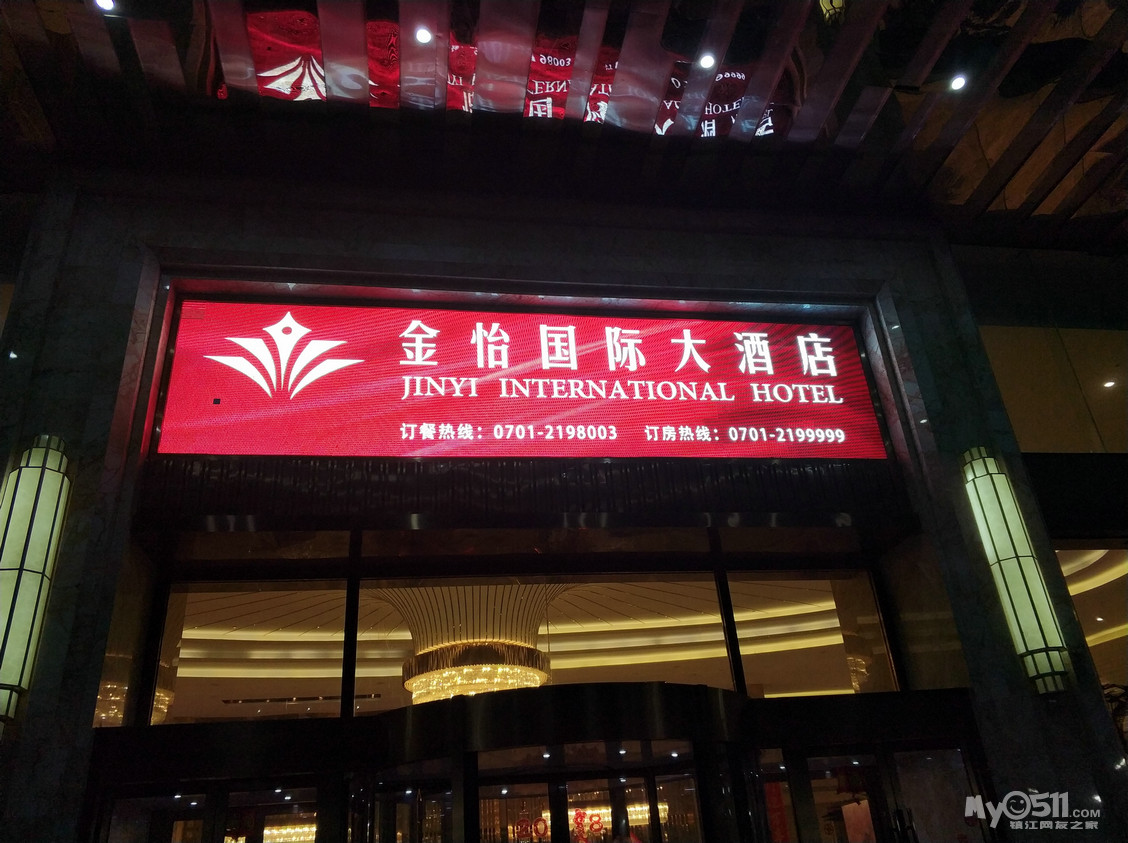 金怡国际大酒店
JINYI INTERNATIONAL HOTEL
订餐热线：0701-2198003 订房热线：0701-2199999
My0511.COM
镇江网友之家